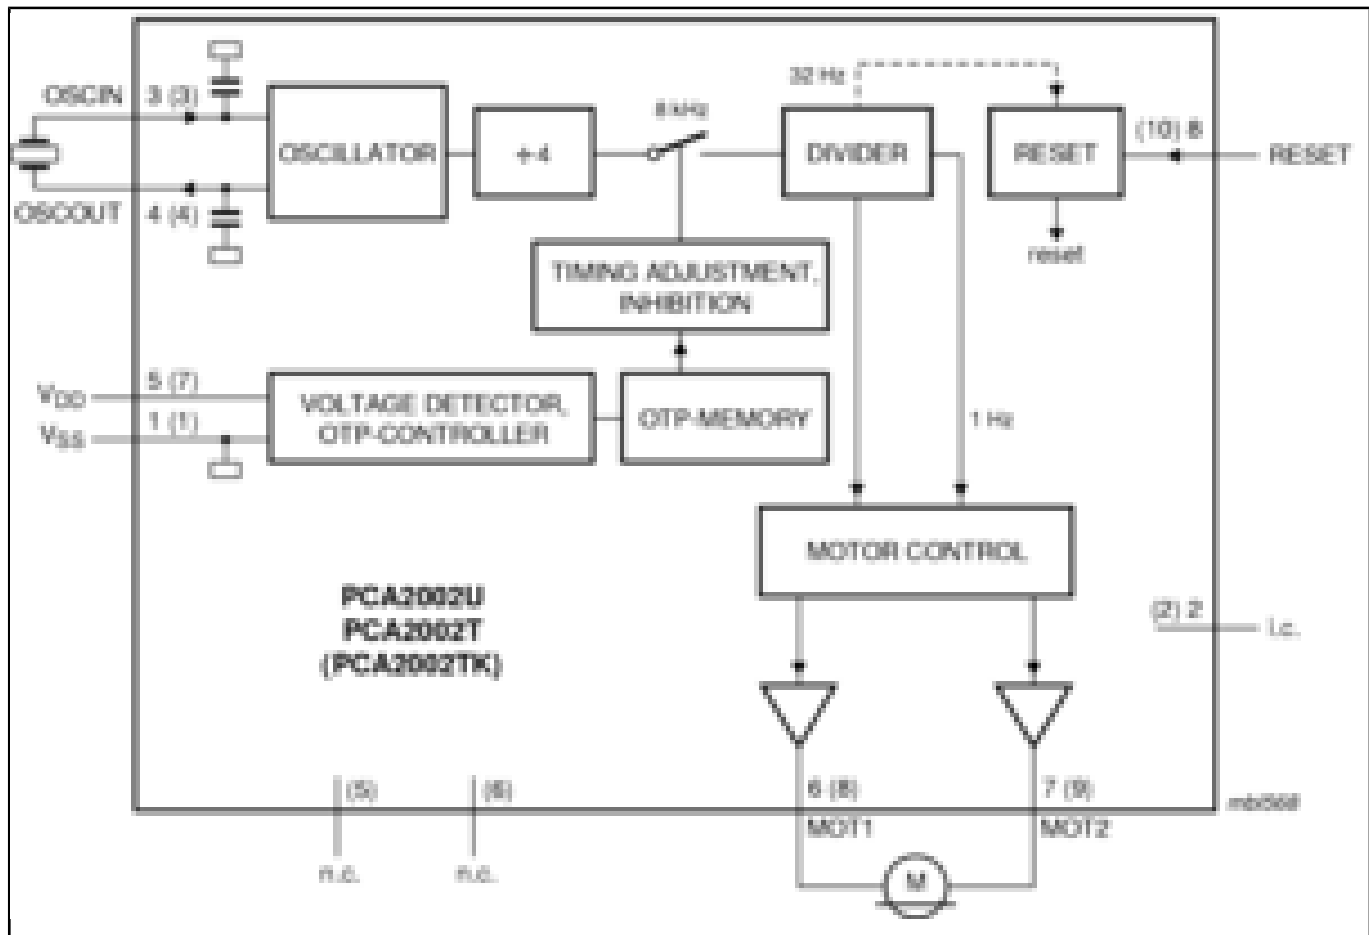 32 Hz
OSCIN 3 (3)
8 kHz
(10) 8
OSCILLATOR
÷4
DIVIDER
RESET
RESET
OSCOUT 4 (4)
reset
TIMING ADJUSTMENT,
INHIBITION
VDD 5 (7)
VOLTAGE DETECTOR,
OTP-CONTROLLER
OTP-MEMORY
1 Hz
VSS 1 (1)
MOTOR CONTROL
PCA2002U
PCA2002T
(PCA2002TK)
(2) 2
i.c.
(5)
(6)
6 (8)
7 (9)
MOT1
MOT2
n.c.
n.c.
M